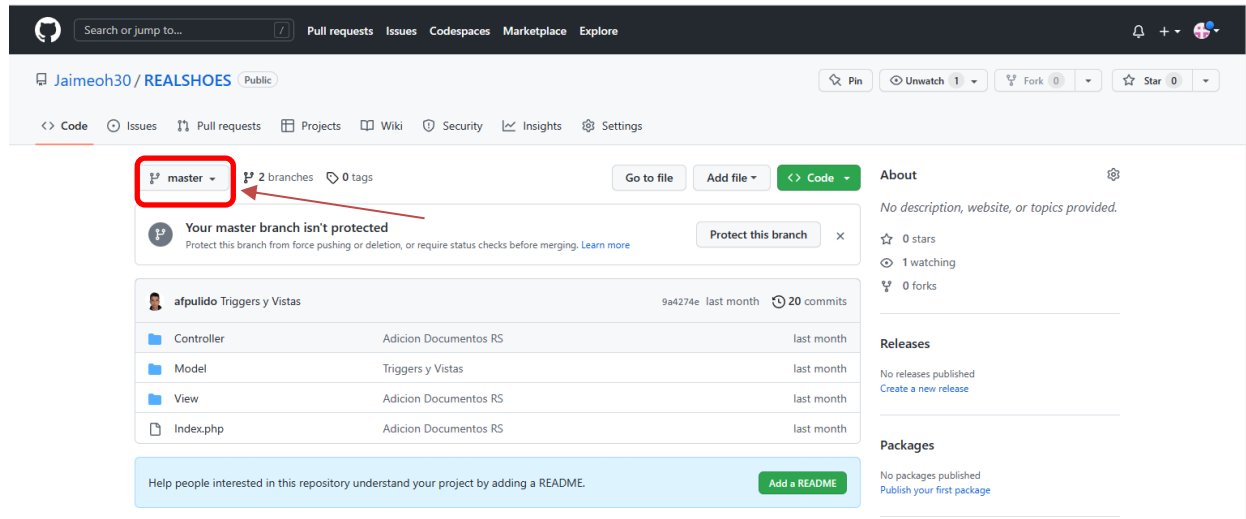 Search or jump to... /
Pull requests Issues Codespaces Marketplace Explore
Jaimeoh30 / REALSHOES Public
Pin Unwatch 1 Fork 0 Star 0
<> Code Issues Pull requests Projects Wiki Security Insights Settings
master 2 branches 0 tags Go to file Add file <> Code
Your master branch isn't protected
Protect this branch from force pushing or deletion, or require status checks before merging. Learn more
Protect this branch ×
afpulido Triggers y Vistas 9a4274e last month 20 commits
Controller Adicion Documentos RS last month
Model Triggers y Vistas last month
View Adicion Documentos RS last month
Index.php Adicion Documentos RS last month
Help people interested in this repository understand your project by adding a README. Add a README
About
No description, website, or topics provided.
0 stars
1 watching
0 forks
Releases
No releases published
Create a new release
Packages
No packages published
Publish your first package